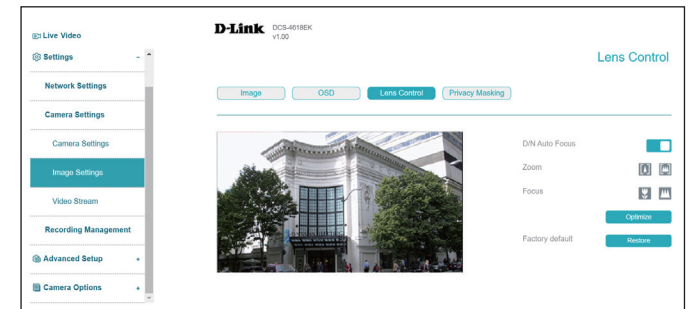 Live Video
Settings -
Network Settings
Camera Settings
Camera Settings
Image Settings
Video Stream
Recording Management
Advanced Setup +
Camera Options +
D-Link DCS-4618EK
v1.00
Lens Control
Image OSD Lens Control Privacy Masking
D/N Auto Focus
Zoom
Focus
Optimize
Factory default Restore